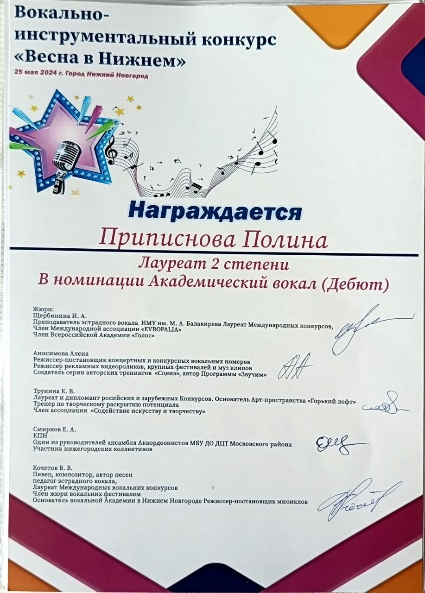 Вокально-
инструментальный конкурс
«Весна в Нижнем»
25 мая 2024 г. Город Нижний Новгород
Награждается
Приписнова Полина
Лауреат 2 степени
В номинации Академический вокал (Дебют)
Жюри:
Щербинина И. А.
Преподаватель эстрадного вокала НМУ им. М. А. Балакирева Лауреат Международных конкурсов,
Член Международной ассоциации «EVROPALIA»
Член Всероссийской Академии «Голос»
Анисимова Алена
Режиссер-постановщик концертных и конкурсных вокальных номеров
Режиссер рекламных видеороликов, крупных фестивалей и муз клипов
Создатель серии авторских тренингов «Сцена», автор Программы «Звучим»
Трунина К. В.
Лауреат и дипломант росийских и зарубежных Конкурсов. Основатель Арт-пространства «Горький лофт»
Тренер по творческому раскрытию потенциала
Член ассоциации «Содействие искусству и творчеству»
Смирнов Е. А.
КПН
Один из руководителей ансамбля Аккордеонистов МБУ ДО ДДТ Московского района
Участник нижегородских коллективов
Кочетов В. В.
Певец, композитор, автор песен
педагог эстрадного вокала,
Лауреат Международных вокальных конкурсов
Член жюри вокальных фестивалей
Основатель вокальной Академии в Нижнем Новгороде Режиссер-постановщик мюзиклов